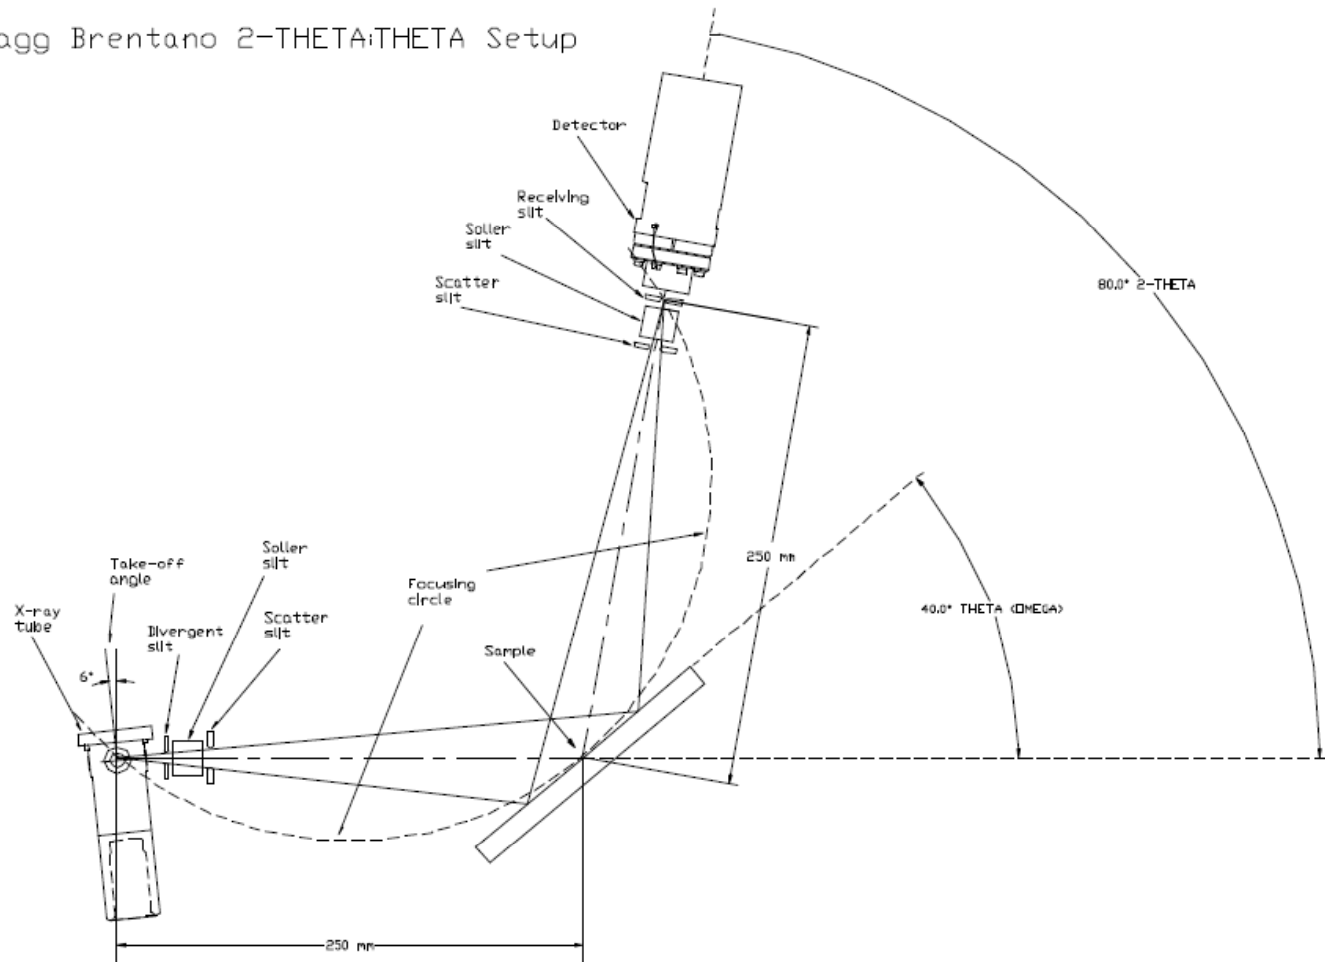 agg Brentano 2-THETA:THETA Setup
Detector
Receiving
slit
Soller
slit
Scatter
slit
80.0° 2-THETA
250 mm
40.0° THETA (OMEGA)
Take-off
angle
Soller
slit
Focusing
circle
X-ray
tube
Divergent
slit
Scatter
slit
Sample
6°
250 mm